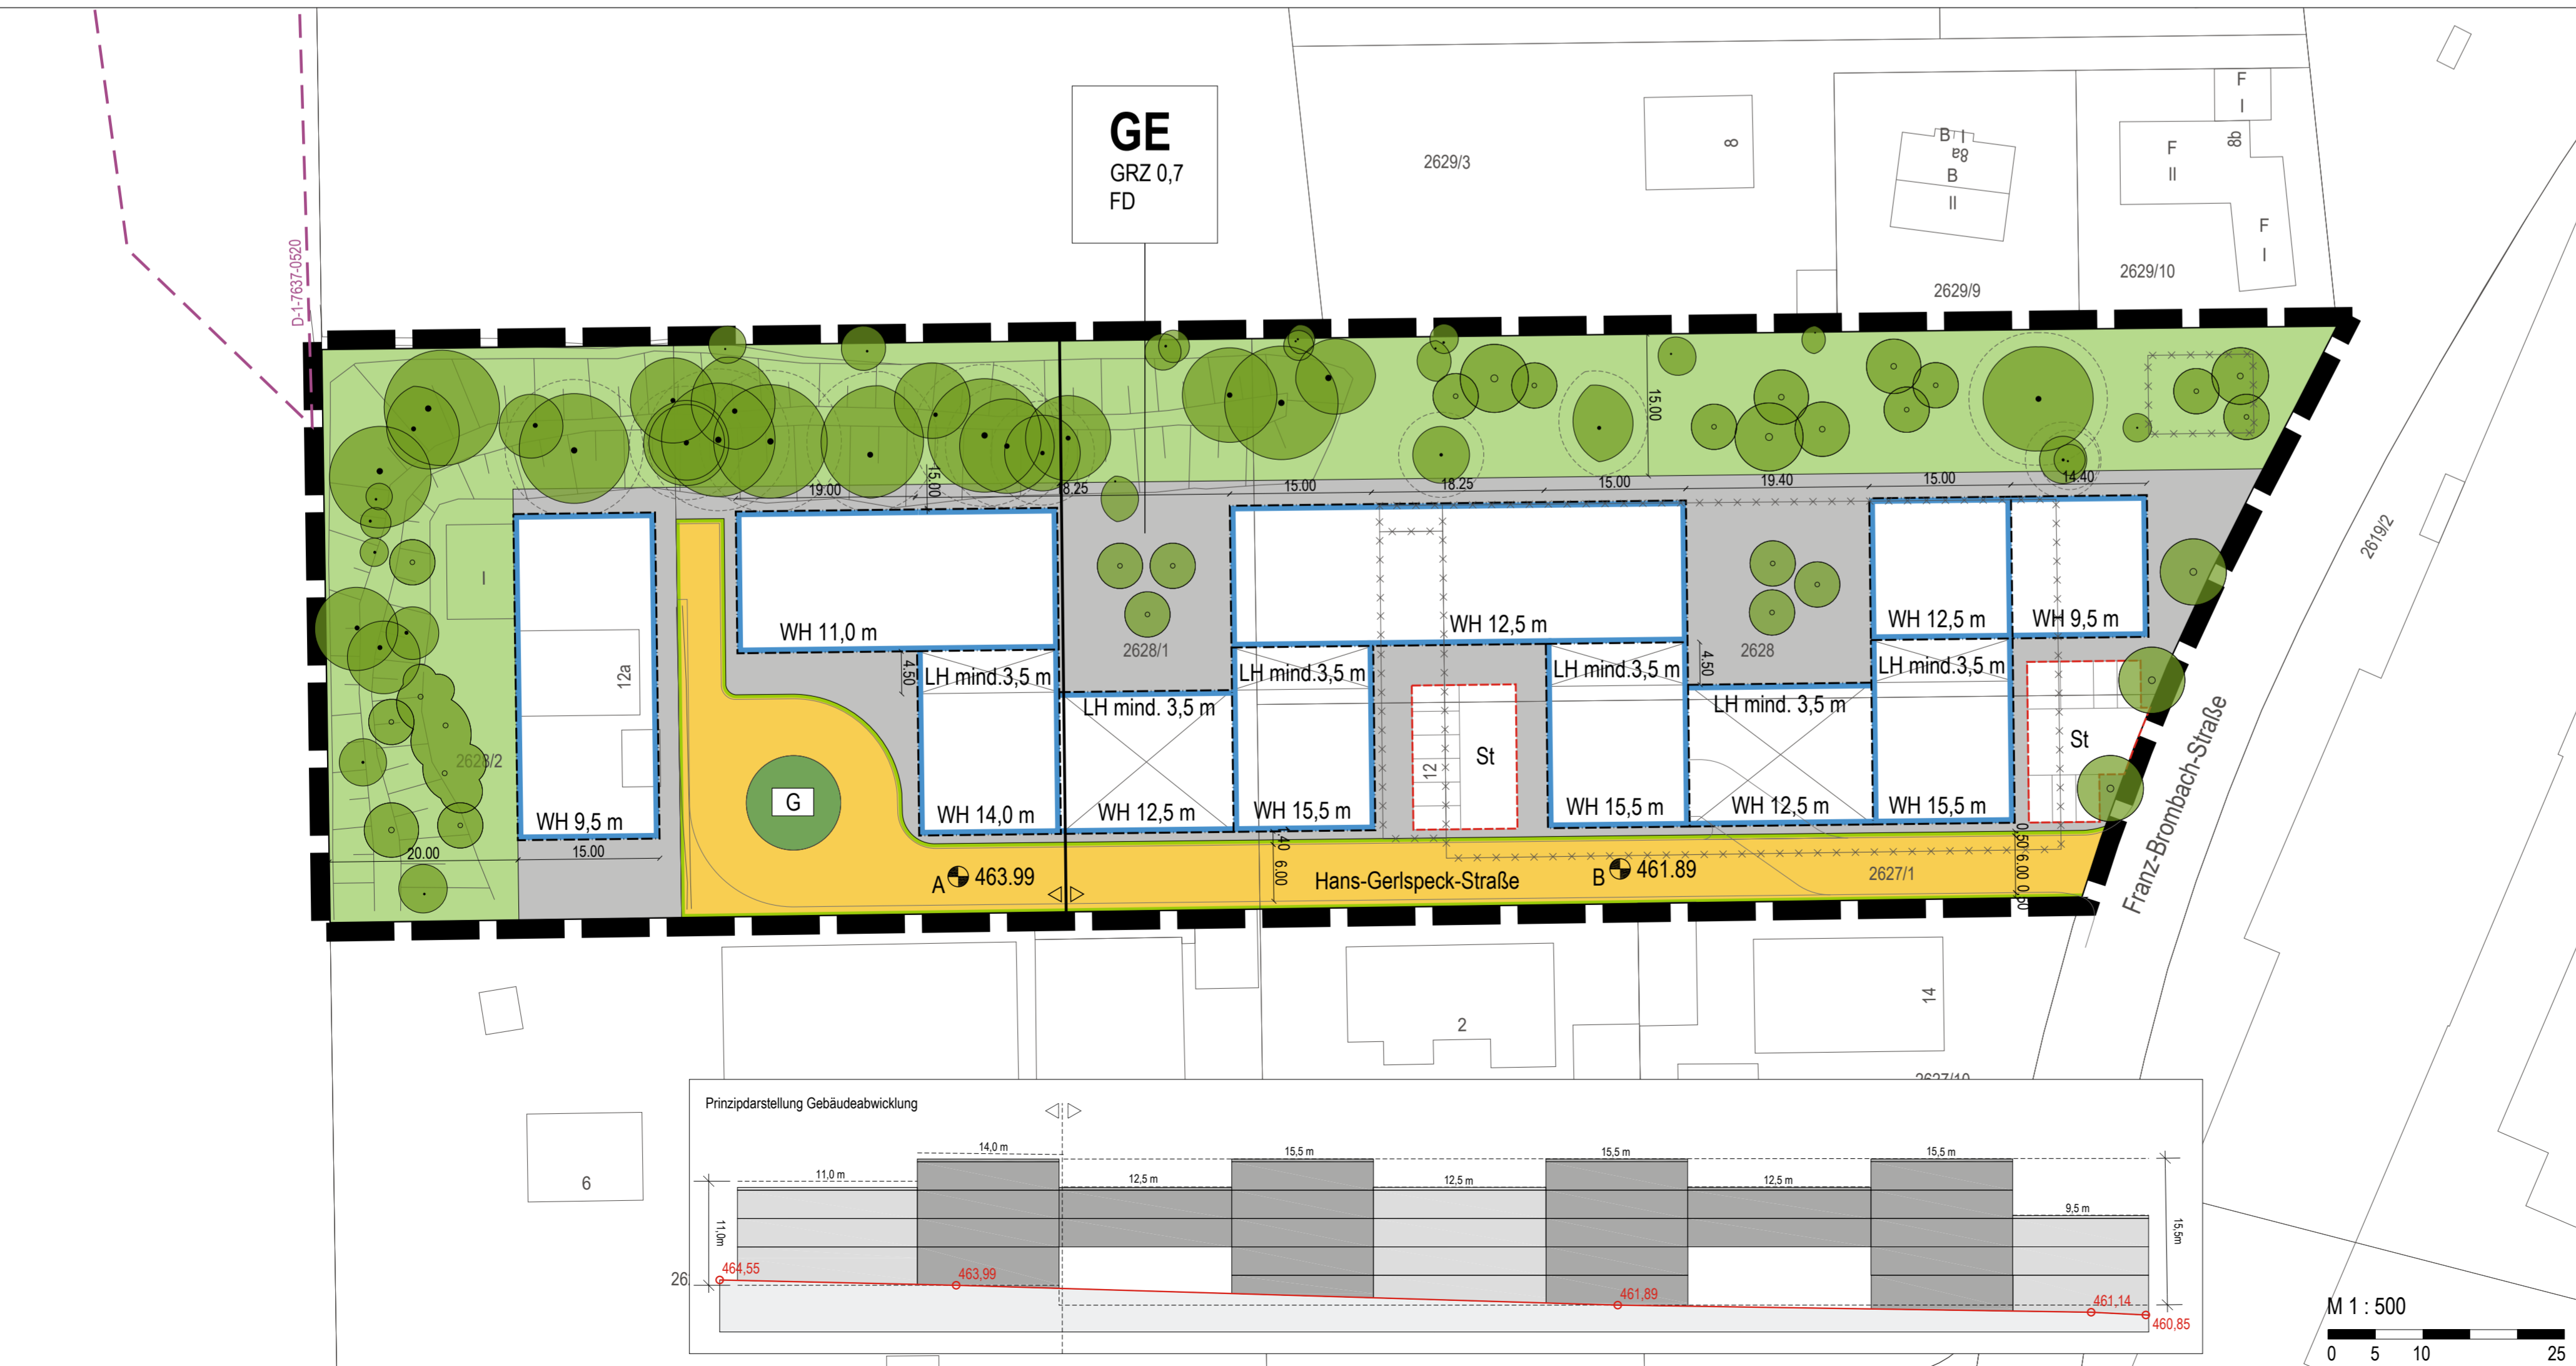 GE
GRZ 0,7
FD
D-1-7637-0520
2629/3
8
B I
8a
B
II
F
I
F
II
8b
F
I
2629/9
2629/10
2619/2
15.00
19.00
15.00
18.25
15.00
18.25
15.00
19.40
15.00
14.40
I
12a
WH 9,5 m
2628/2
20.00
15.00
WH 11,0 m
4.50
LH mind.3,5 m
WH 14,0 m
G
2628/1
LH mind. 3,5 m
WH 12,5 m
WH 12,5 m
LH mind.3,5 m
WH 15,5 m
12
St
LH mind.3,5 m
WH 15,5 m
4.50
2628
LH mind. 3,5 m
WH 12,5 m
WH 12,5 m
WH 9,5 m
LH mind.3,5 m
WH 15,5 m
St
Franz-Brombach-Straße
A 463.99
6.00
Hans-Gerlspeck-Straße
B 461.89
2627/1
0.50 6.00 0.50
2
14
2627/10
6
26
Prinzipdarstellung Gebäudeabwicklung
11,0 m
14,0 m
12,5 m
15,5 m
12,5 m
15,5 m
12,5 m
15,5 m
9,5 m
11,0m
15,5m
464,55
463,99
461,89
461,14
460,85
M 1 : 500
0 5 10 25